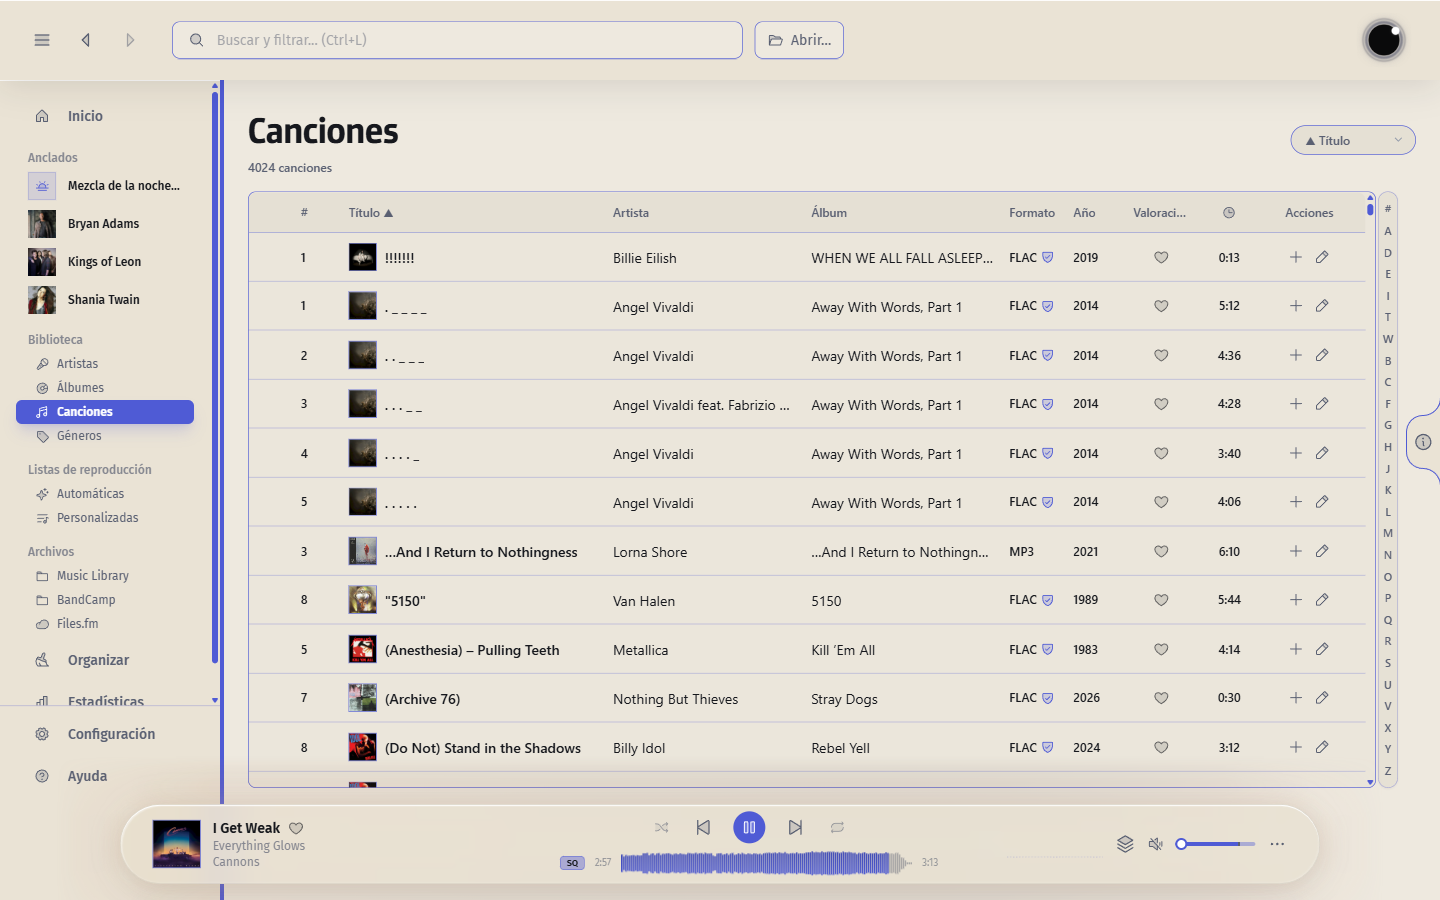 Buscar y filtrar... (Ctrl+L)
Abrir...
Inicio
Anclados
Mezcla de la noche...
Bryan Adams
Kings of Leon
Shania Twain
Biblioteca
Artistas
Álbumes
Canciones
Géneros
Listas de reproducción
Automáticas
Personalizadas
Archivos
Music Library
BandCamp
Files.fm
Organizar
Estadísticas
Configuración
Ayuda
Canciones
4024 canciones
▲ Título
# Título ▲ Artista Álbum Formato Año Valoraci... Acciones
1 !!!!!!! Billie Eilish WHEN WE ALL FALL ASLEEP... FLAC 2019 0:13
1 . _ _ _ _ Angel Vivaldi Away With Words, Part 1 FLAC 2014 5:12
2 . . _ _ _ Angel Vivaldi Away With Words, Part 1 FLAC 2014 4:36
3 . . . _ _ Angel Vivaldi feat. Fabrizio ... Away With Words, Part 1 FLAC 2014 4:28
4 . . . . _ Angel Vivaldi Away With Words, Part 1 FLAC 2014 3:40
5 . . . . . Angel Vivaldi Away With Words, Part 1 FLAC 2014 4:06
3 ...And I Return to Nothingness Lorna Shore ...And I Return to Nothingn... MP3 2021 6:10
8 "5150" Van Halen 5150 FLAC 1989 5:44
5 (Anesthesia) – Pulling Teeth Metallica Kill ’Em All FLAC 1983 4:14
7 (Archive 76) Nothing But Thieves Stray Dogs FLAC 2026 0:30
8 (Do Not) Stand in the Shadows Billy Idol Rebel Yell FLAC 2024 3:12
#
A
D
E
I
T
W
B
C
F
G
H
J
K
L
M
N
O
P
Q
R
S
U
V
X
Y
Z
I Get Weak
Everything Glows
Cannons
SQ 2:57 3:13